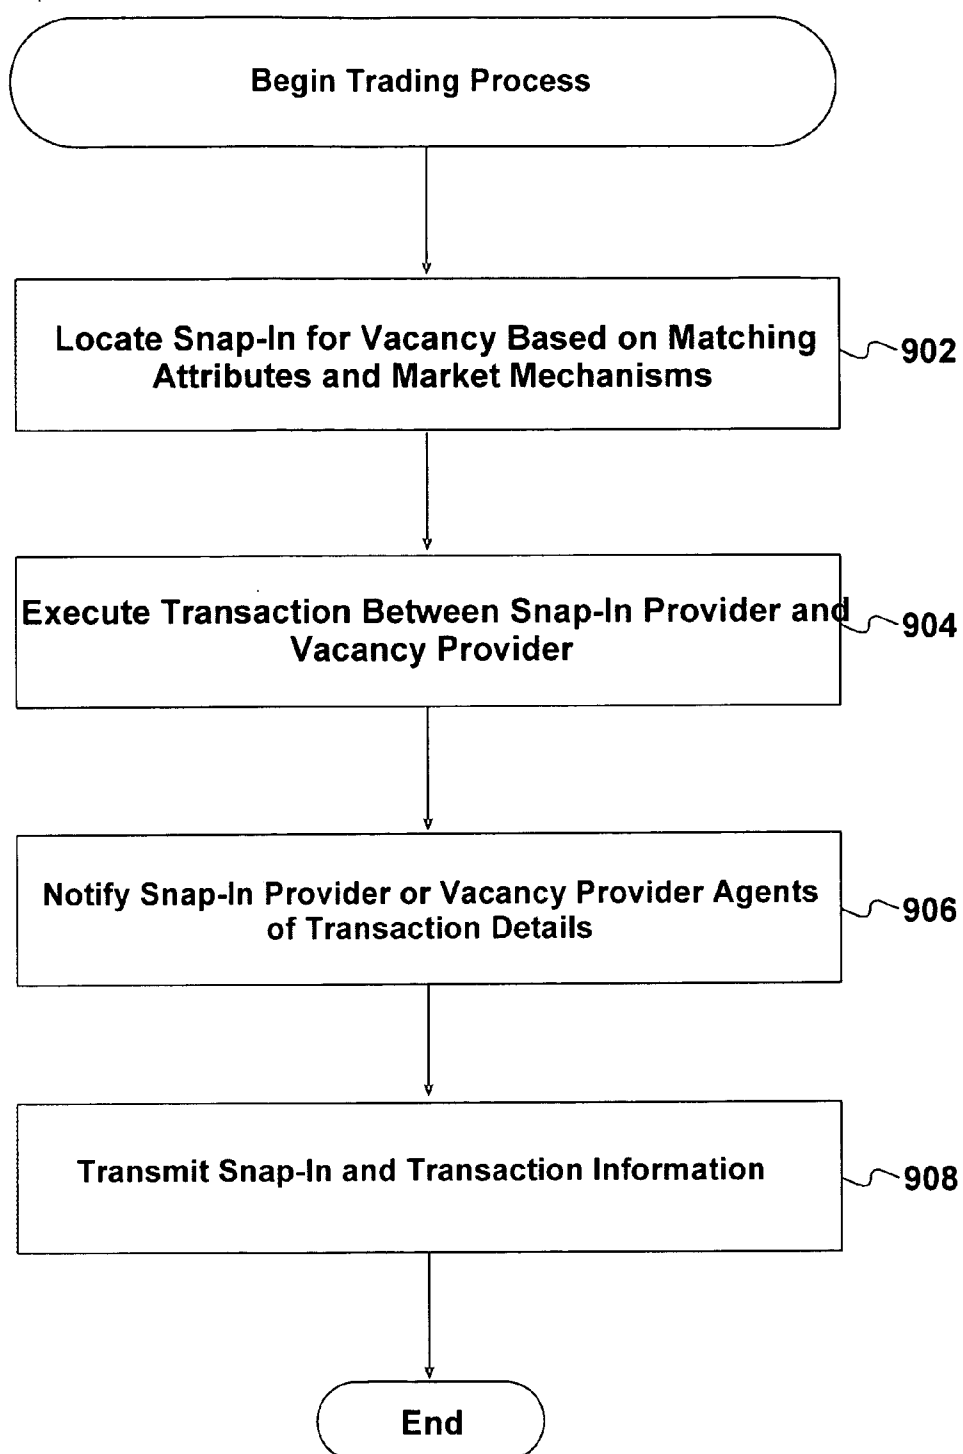 Begin Trading Process
Locate Snap-In for Vacancy Based on Matching
Attributes and Market Mechanisms
902
Execute Transaction Between Snap-In Provider and
Vacancy Provider
904
Notify Snap-In Provider or Vacancy Provider Agents
of Transaction Details
906
Transmit Snap-In and Transaction Information
908
End